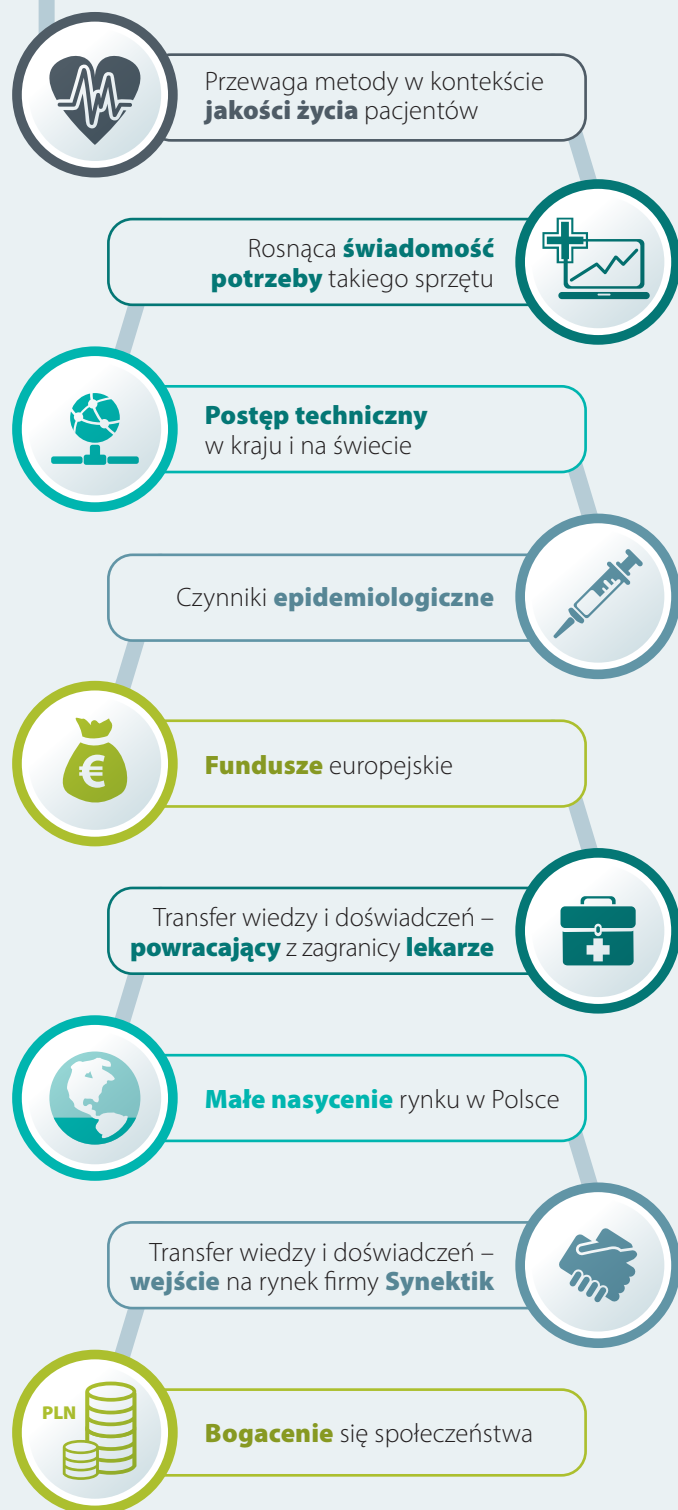 Przewaga metody w kontekście
jakości życia pacjentów
Rosnąca świadomość
potrzeby takiego sprzętu
Postęp techniczny
w kraju i na świecie
Czynniki epidemiologiczne
€
Fundusze europejskie
Transfer wiedzy i doświadczeń –
powracający z zagranicy lekarze
Małe nasycenie rynku w Polsce
Transfer wiedzy i doświadczeń –
wejście na rynek firmy Synektik
PLN
Bogacenie się społeczeństwa